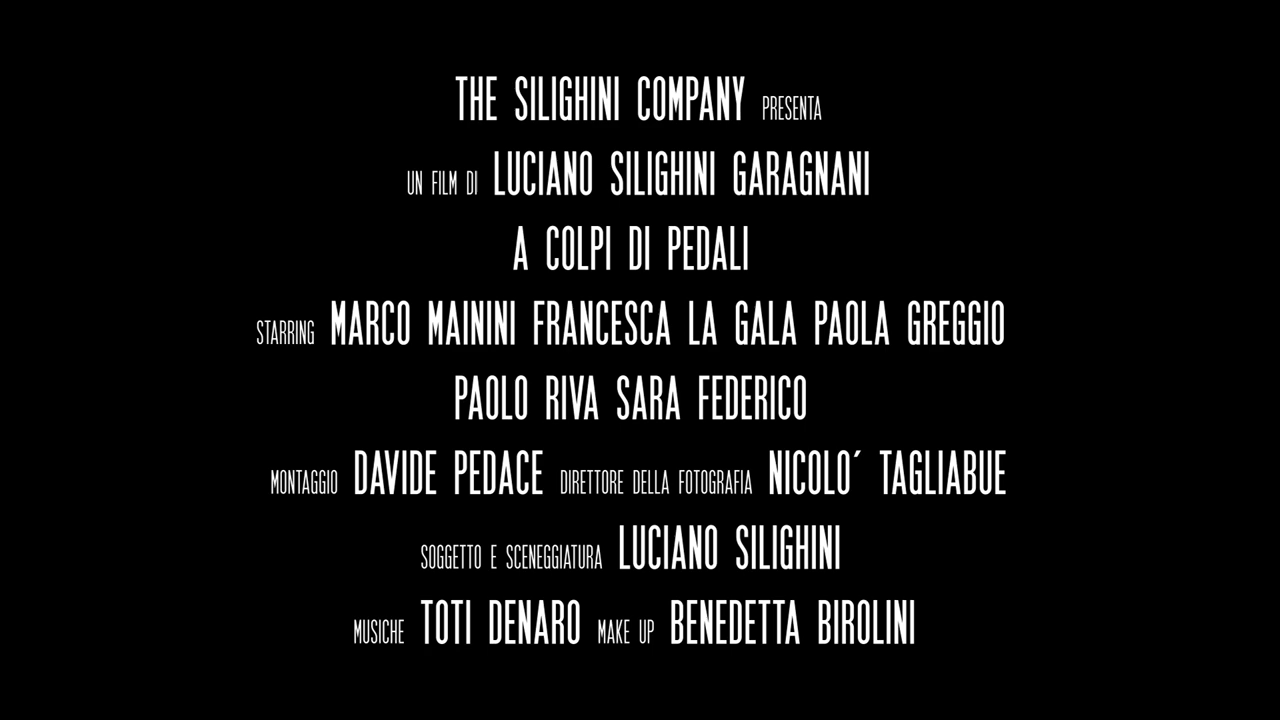 THE SILIGHINI COMPANY PRESENTA
UN FILM DI LUCIANO SILIGHINI GARAGNANI
A COLPI DI PEDALI
STARRING MARCO MAININI FRANCESCA LA GALA PAOLA GREGGIO
PAOLO RIVA SARA FEDERICO
MONTAGGIO DAVIDE PEDACE DIRETTORE DELLA FOTOGRAFIA NICOLO´ TAGLIABUE
SOGGETTO E SCENEGGIATURA LUCIANO SILIGHINI
MUSICHE TOTI DENARO MAKE UP BENEDETTA BIROLINI